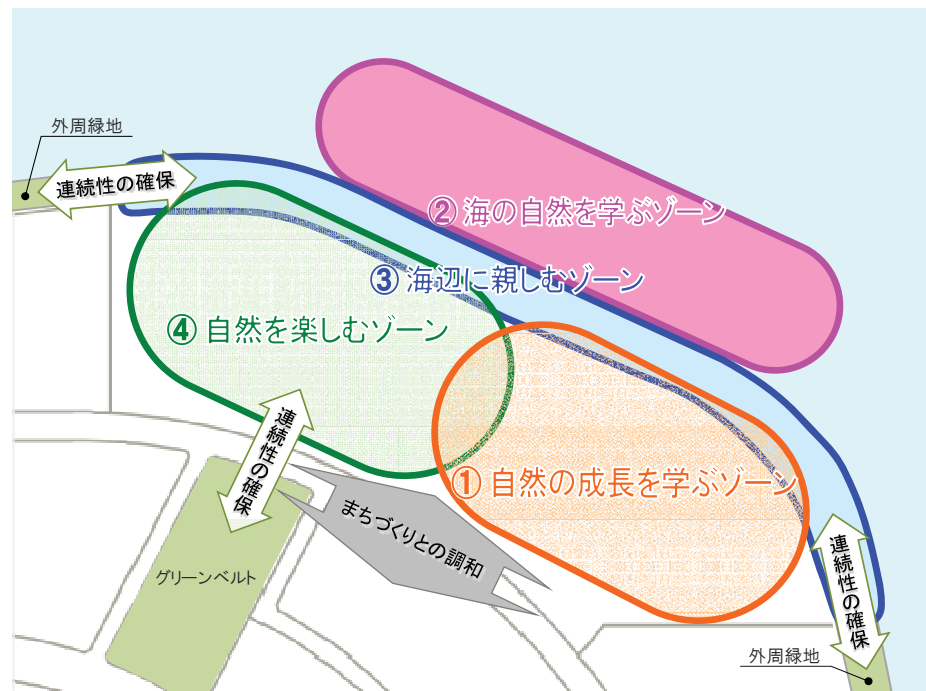 外周緑地
連続性の確保
②海の自然を学ぶゾーン
③海辺に親しむゾーン
④自然を楽しむゾーン
連続性の確保
①自然の成長を学ぶゾーン
まちづくりとの調和
グリーンベルト
連続性の確保
外周緑地